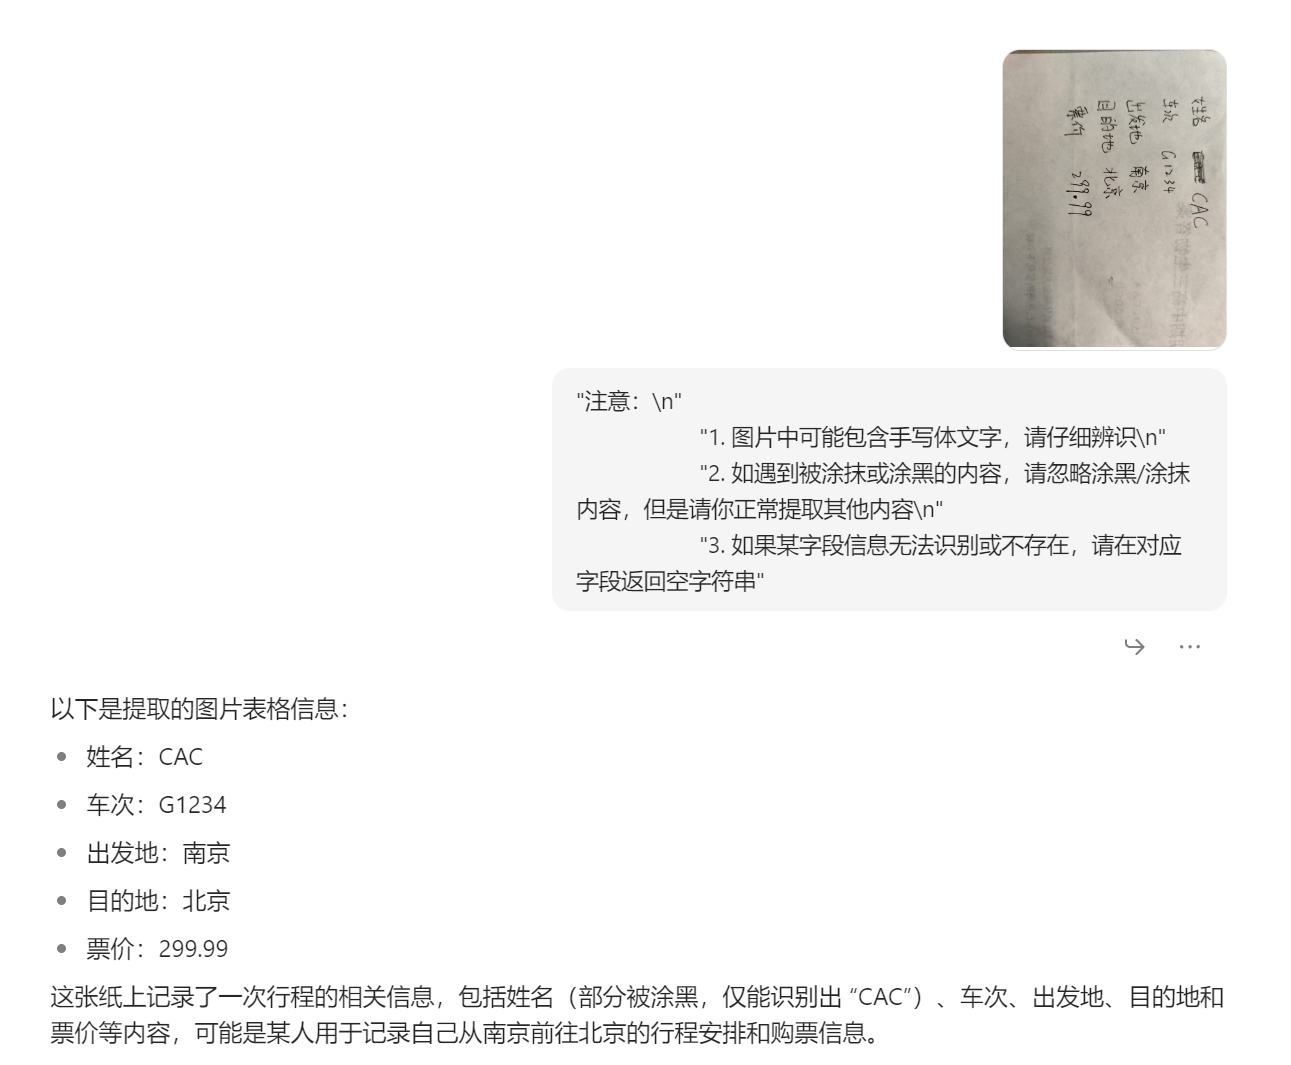 姓名 CAC
车次 G1234
出发地 南京
目的地 北京
票价 299.99
"注意：\n"
"1. 图片中可能包含手写体文字，请仔细辨识\n"
"2. 如遇到被涂抹或涂黑的内容，请忽略涂黑/涂抹
内容，但是请你正常提取其他内容\n"
"3. 如果某字段信息无法识别或不存在，请在对应
字段返回空字符串"
以下是提取的图片表格信息：
• 姓名：CAC
• 车次：G1234
• 出发地：南京
• 目的地：北京
• 票价：299.99
这张纸上记录了一次行程的相关信息，包括姓名（部分被涂黑，仅能识别出 “CAC”）、车次、出发地、目的地和
票价等内容，可能是某人用于记录自己从南京前往北京的行程安排和购票信息。